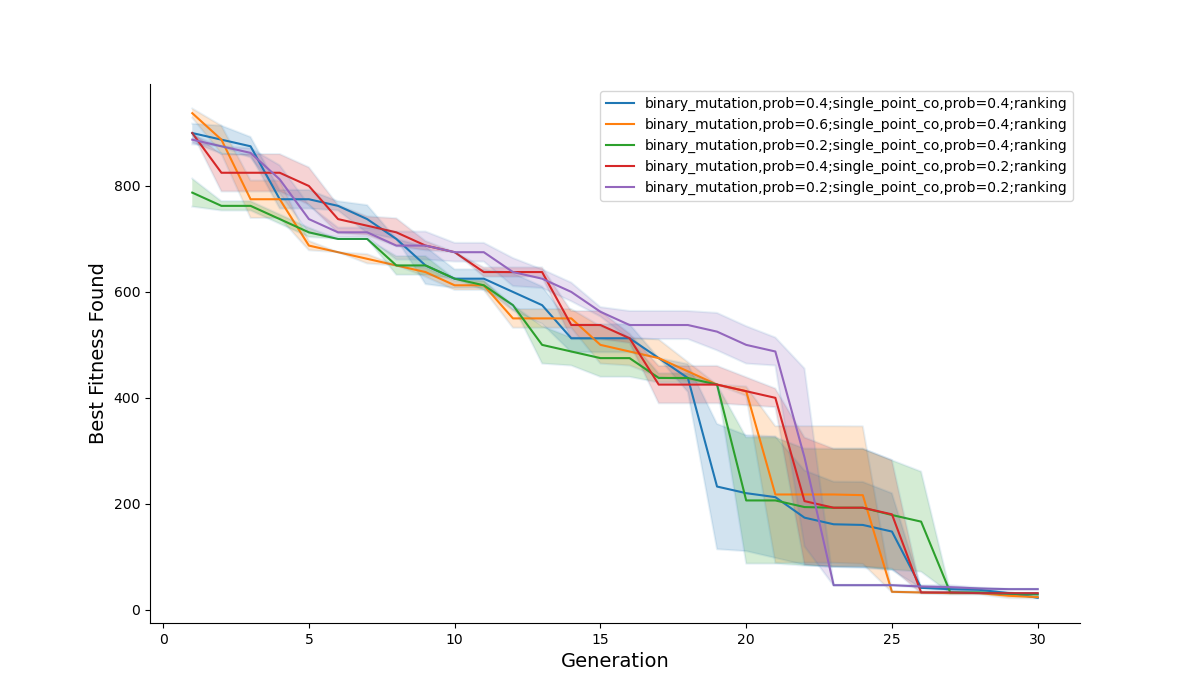 binary_mutation,prob=0.4;single_point_co,prob=0.4;ranking
binary_mutation,prob=0.6;single_point_co,prob=0.4;ranking
binary_mutation,prob=0.2;single_point_co,prob=0.4;ranking
binary_mutation,prob=0.4;single_point_co,prob=0.2;ranking
binary_mutation,prob=0.2;single_point_co,prob=0.2;ranking
Best Fitness Found
800
600
400
200
0
0 5 10 15 20 25 30
Generation